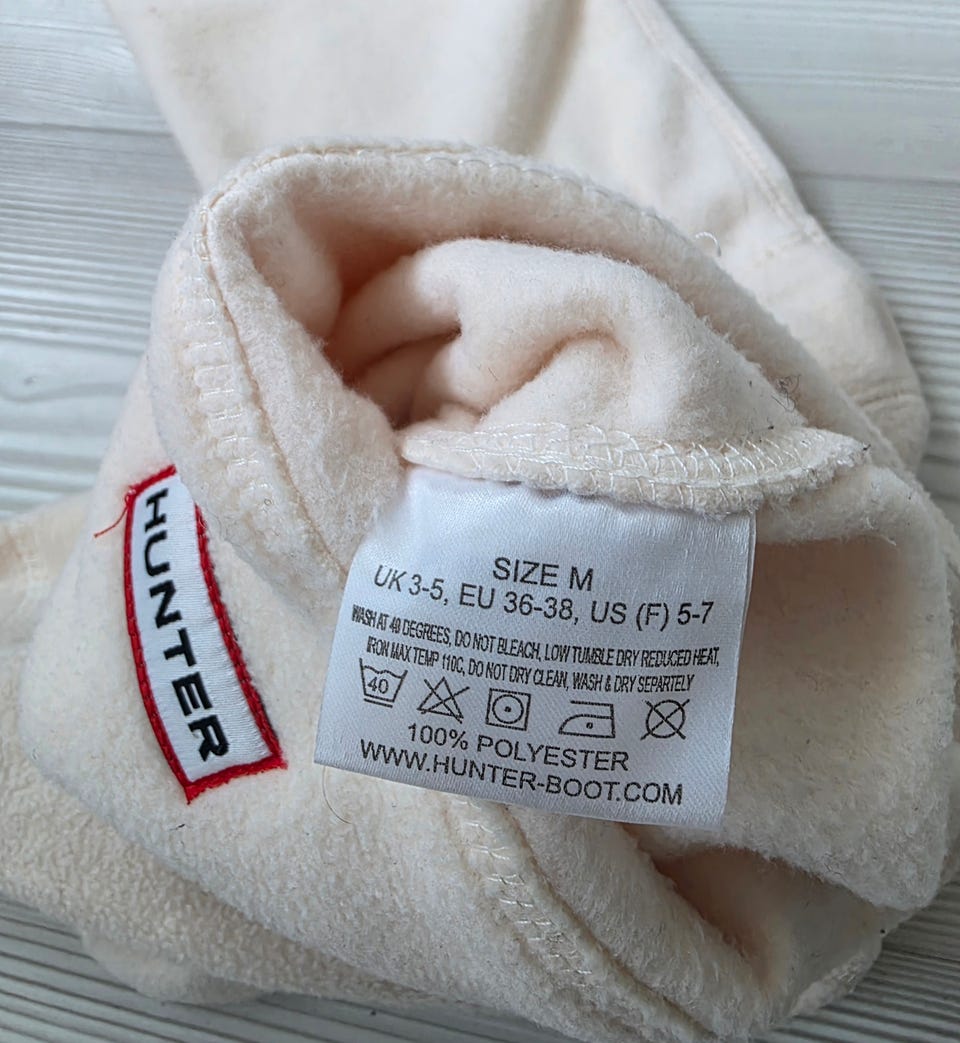 HUNTER
SIZE M
UK 3-5, EU 36-38, US (F) 5-7
WASH AT 40 DEGREES, DO NOT BLEACH, LOW TUMBLE DRY REDUCED HEAT,
IRON MAX TEMP 110C, DO NOT DRY CLEAN, WASH & DRY SEPARATELY
40
100% POLYESTER
WWW.HUNTER-BOOT.COM